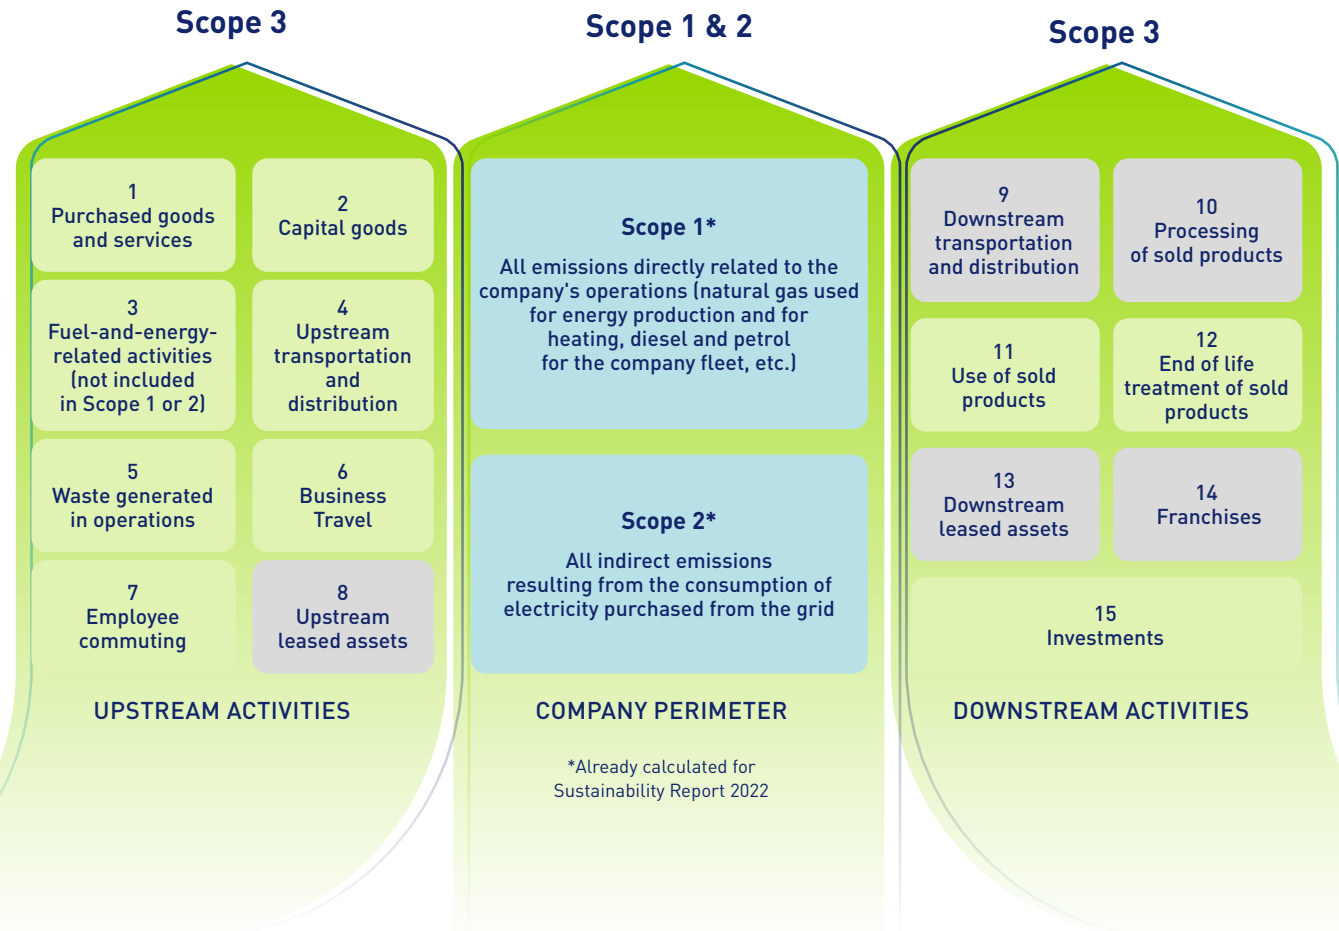 Scope 3
1
Purchased goods
and services
2
Capital goods
3
Fuel-and-energy-
related activities
(not included
in Scope 1 or 2)
4
Upstream
transportation
and
distribution
5
Waste generated
in operations
6
Business
Travel
7
Employee
commuting
8
Upstream
leased assets
UPSTREAM ACTIVITIES
Scope 1 & 2
Scope 1*
All emissions directly related to the
company's operations (natural gas used
for energy production and for
heating, diesel and petrol
for the company fleet, etc.)
Scope 2*
All indirect emissions
resulting from the consumption of
electricity purchased from the grid
COMPANY PERIMETER
*Already calculated for
Sustainability Report 2022
Scope 3
9
Downstream
transportation
and distribution
10
Processing
of sold products
11
Use of sold
products
12
End of life
treatment of sold
products
13
Downstream
leased assets
14
Franchises
15
Investments
DOWNSTREAM ACTIVITIES